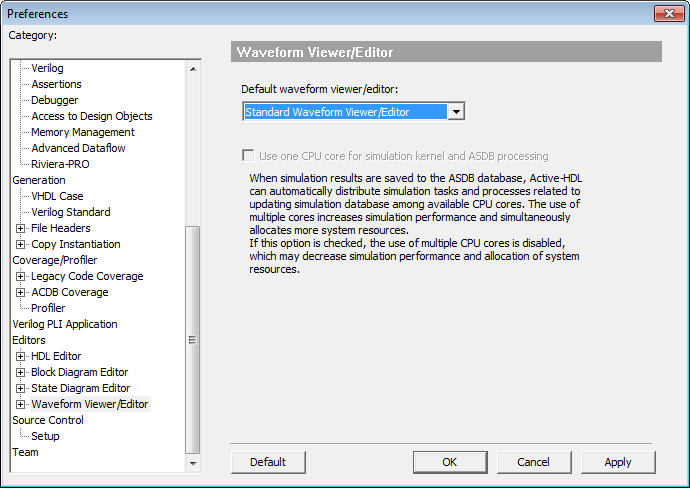 Preferences
Category:
Verilog
Assertions
Debugger
Access to Design Objects
Memory Management
Advanced Dataflow
Riviera-PRO
Generation
VHDL Case
Verilog Standard
File Headers
Copy Instantiation
Coverage/Profiler
Legacy Code Coverage
ACDB Coverage
Profiler
Verilog PLI Application
Editors
HDL Editor
Block Diagram Editor
State Diagram Editor
Waveform Viewer/Editor
Source Control
Setup
Team
Waveform Viewer/Editor
Default waveform viewer/editor:
Standard Waveform Viewer/Editor
Use one CPU core for simulation kernel and ASDB processing
When simulation results are saved to the ASDB database, Active-HDL
can automatically distribute simulation tasks and processes related to
updating simulation database among available CPU cores. The use of
multiple cores increases simulation performance and simultaneously
allocates more system resources.
If this option is checked, the use of multiple CPU cores is disabled,
which may decrease simulation performance and allocation of system
resources.
Default
OK
Cancel
Apply